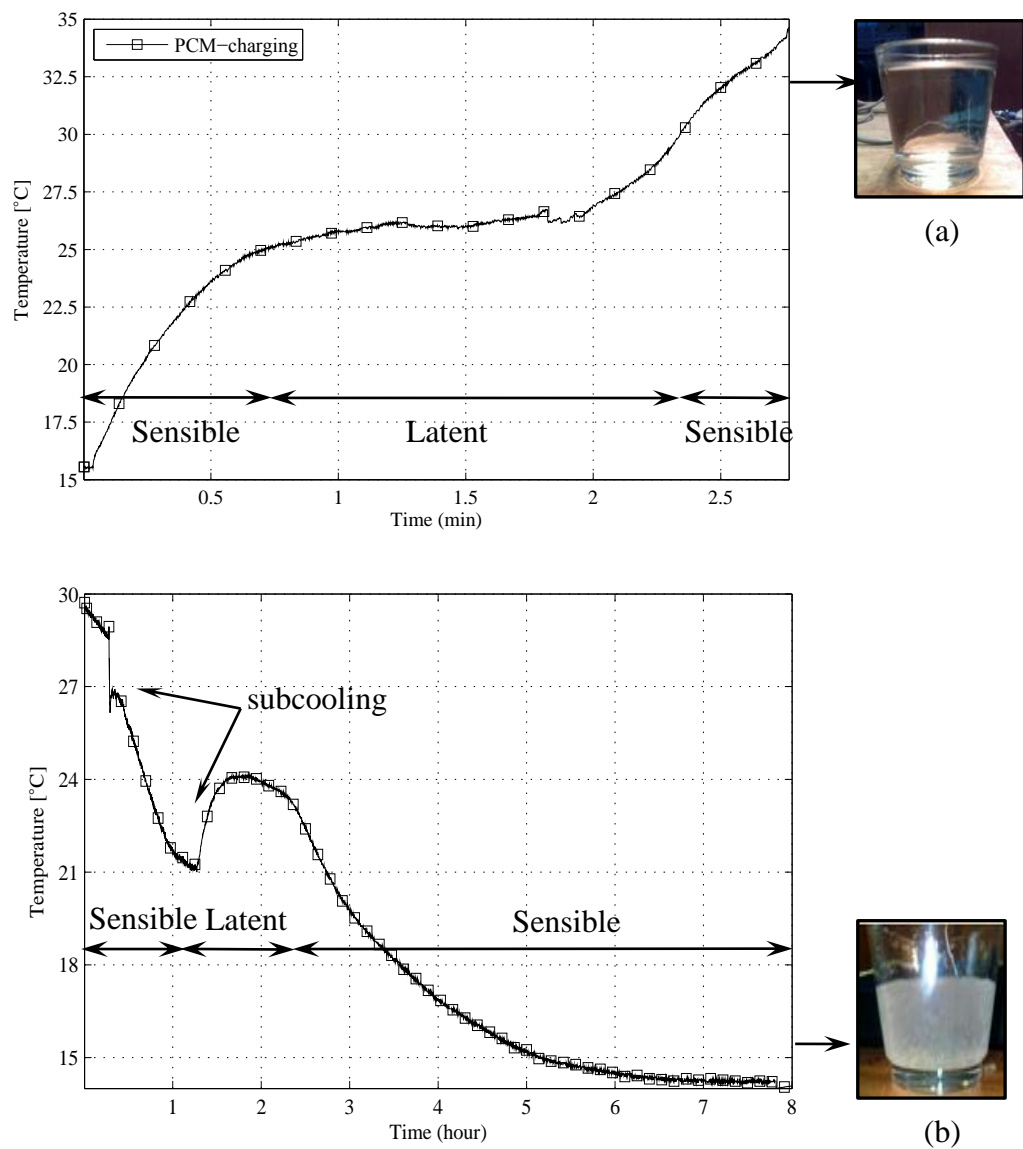 35
32.5
30
27.5
25
22.5
20
17.5
15
Temperature [°C]
PCM−charging
Sensible
Latent
Sensible
0.5
1
1.5
2
2.5
Time (min)
(a)
30
27
24
21
18
15
Temperature [°C]
subcooling
Sensible
Latent
Sensible
1
2
3
4
5
6
7
8
Time (hour)
(b)